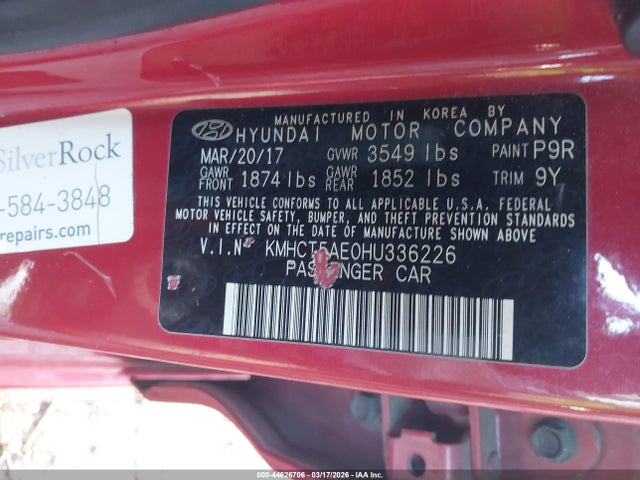 MANUFACTURED IN KOREA BY
HYUNDAI MOTOR COMPANY
MAR/20/17 GVWR 3549 lbs PAINT P9R
GAWR FRONT 1874 lbs GAWR REAR 1852 lbs TRIM 9Y
THIS VEHICLE CONFORMS TO ALL APPLICABLE U.S.A. FEDERAL
MOTOR VEHICLE SAFETY, BUMPER, AND THEFT PREVENTION STANDARDS
IN EFFECT ON THE DATE OF MANUFACTURE SHOWN ABOVE
V.I.N KMHCT5AE0HU336226
PASSENGER CAR
SilverRock
-584-3848
repairs.com
000-44626706 - 03/17/2026 - IAA Inc.